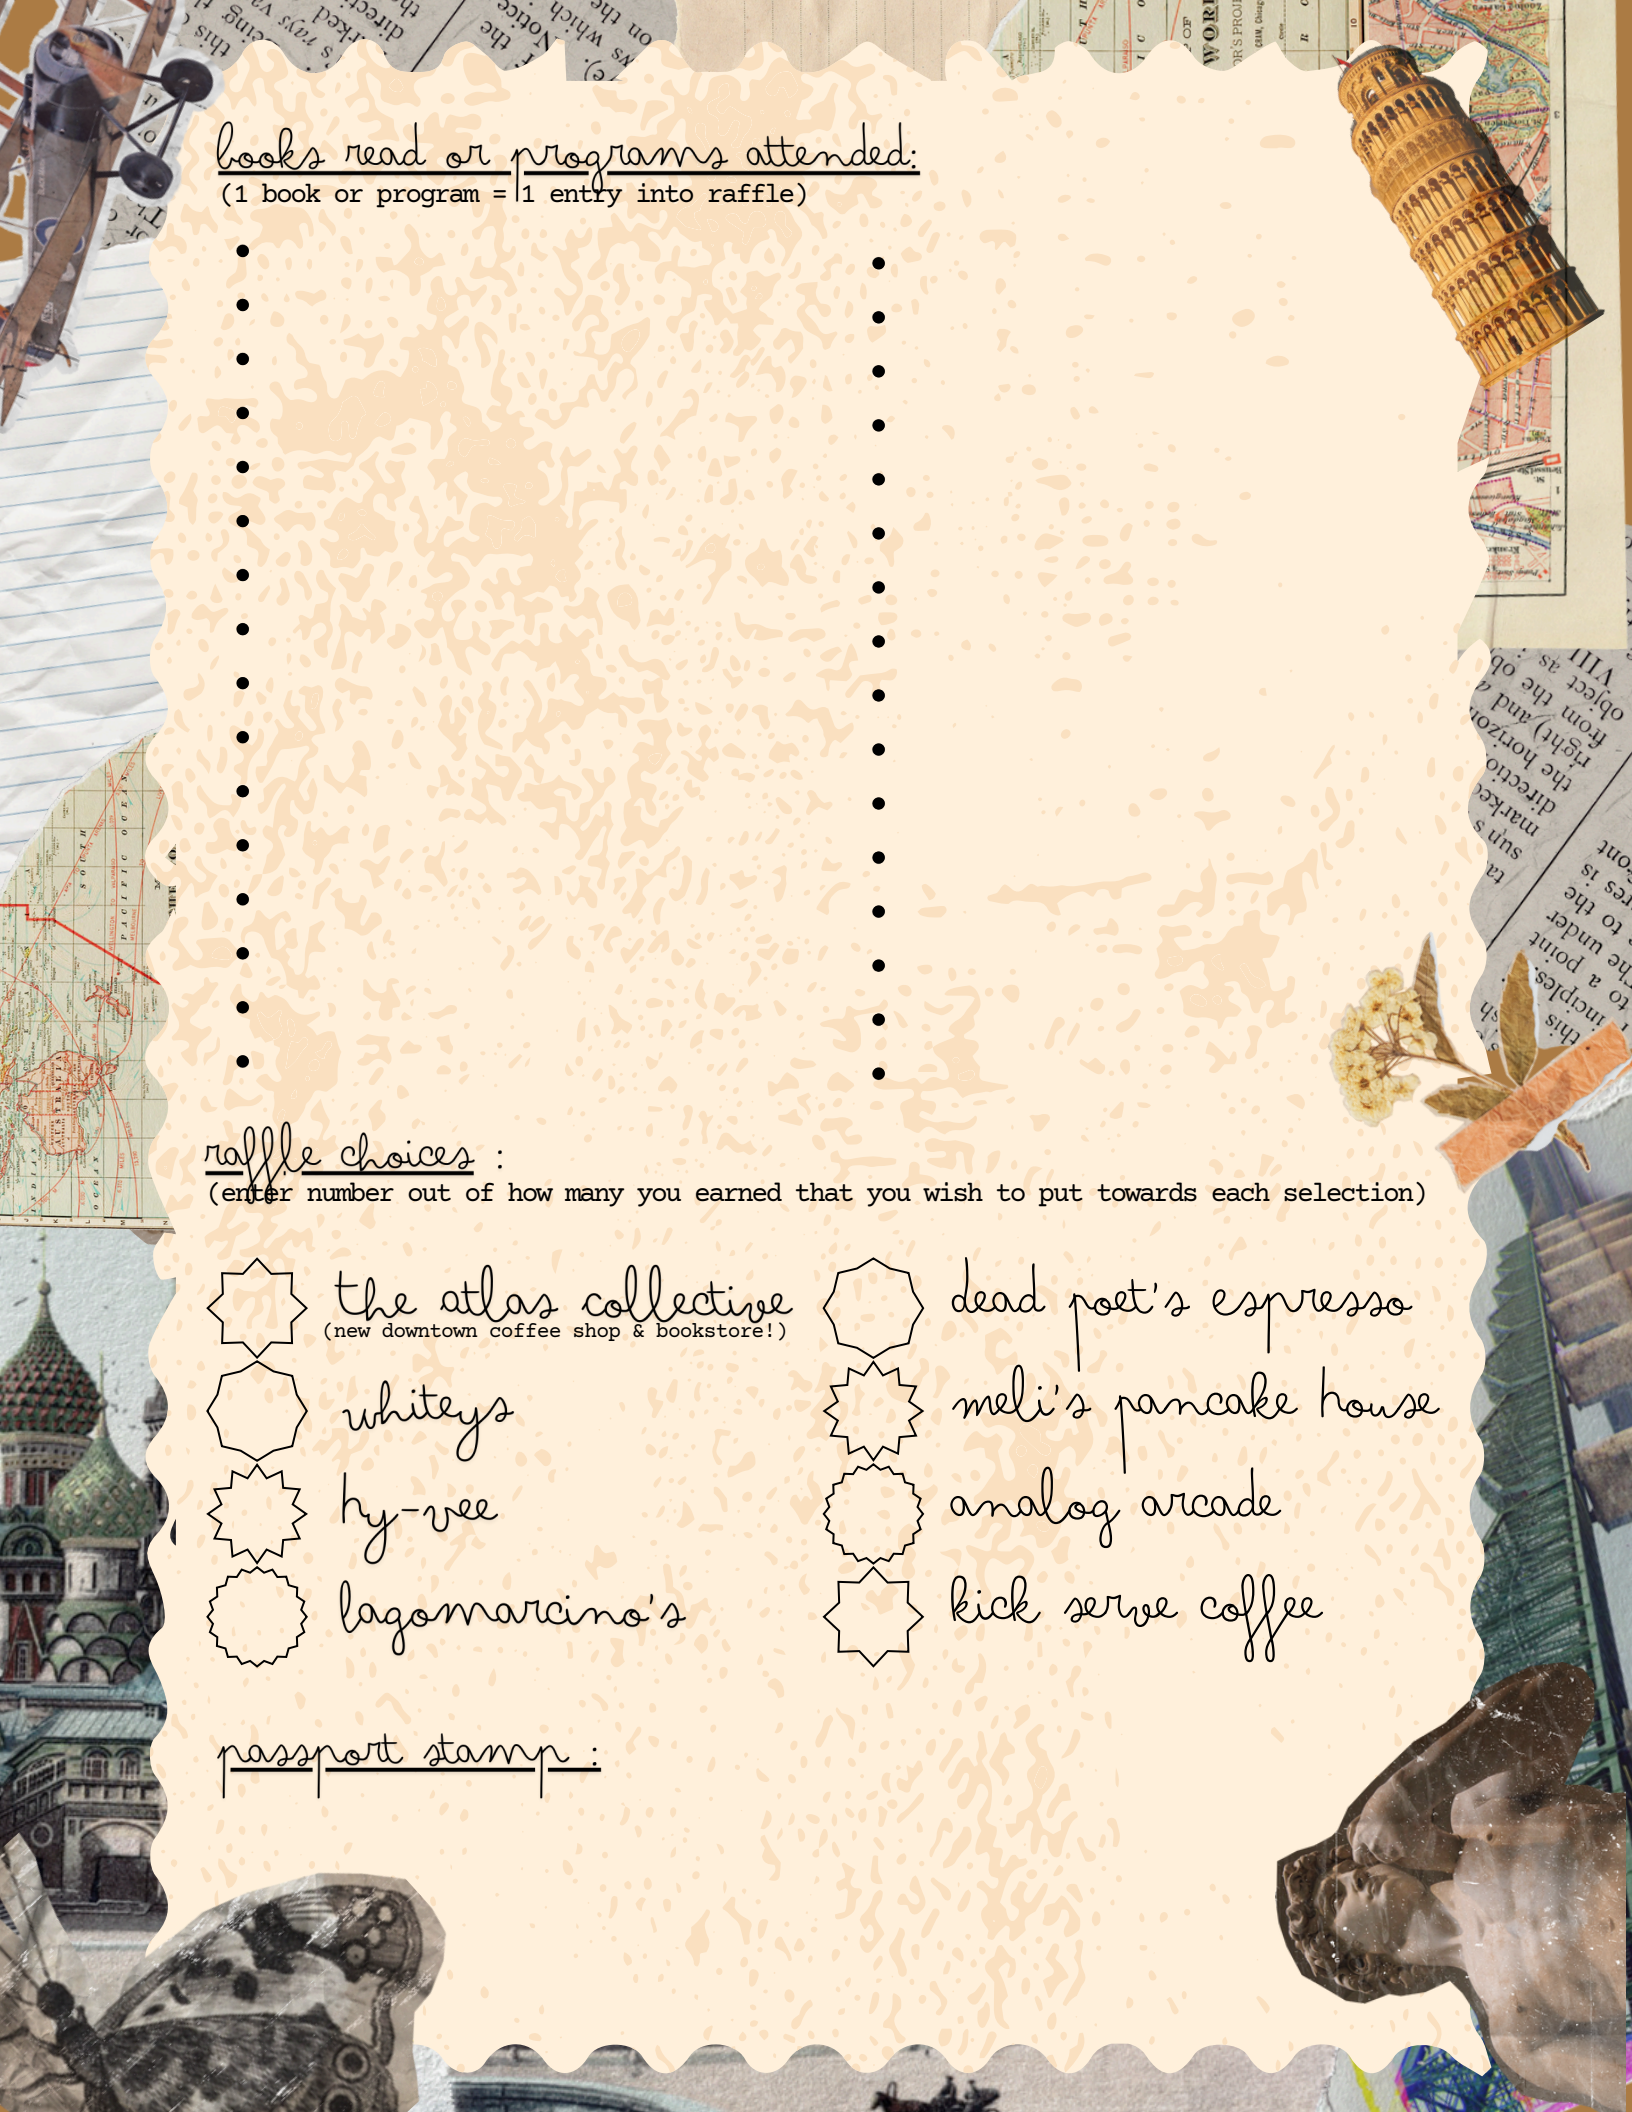 books read or programs attended:
(1 book or program = 1 entry into raffle)
raffle choices :
(enter number out of how many you earned that you wish to put towards each selection)
the atlas collective
(new downtown coffee shop & bookstore!)
whiteys
hy-vee
lagomarcino's
dead poet's espresso
meli's pancake house
analog arcade
kick serve coffee
passport stamp :